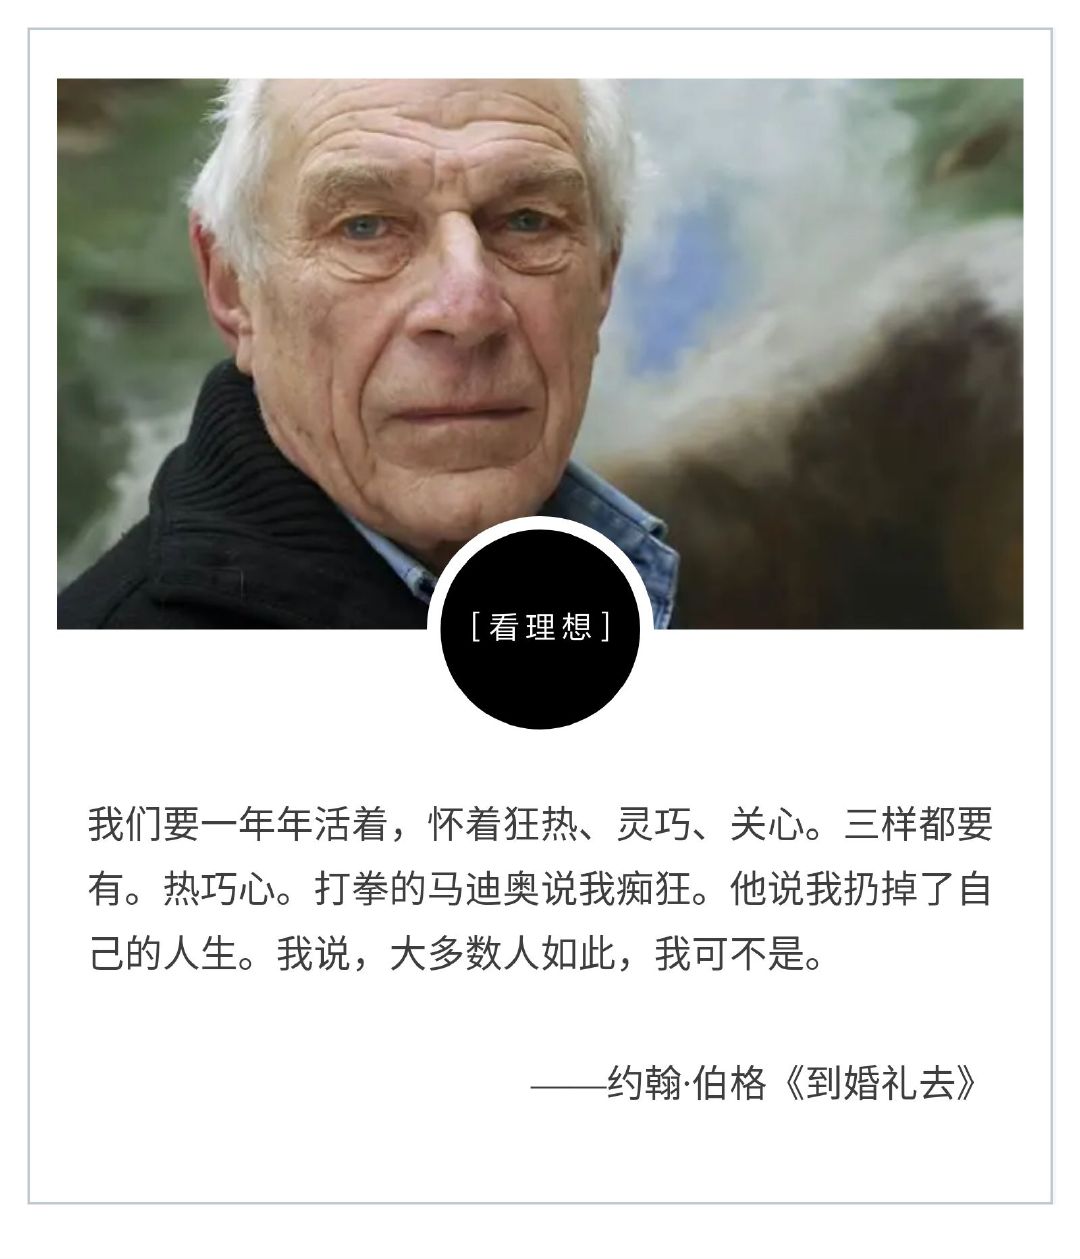 [看理想]
我们要一年年活着，怀着狂热、灵巧、关心。三样都要
有。热巧心。打拳的马迪奥说我痴狂。他说我扔掉了自
己的人生。我说，大多数人如此，我可不是。
——约翰·伯格《到婚礼去》